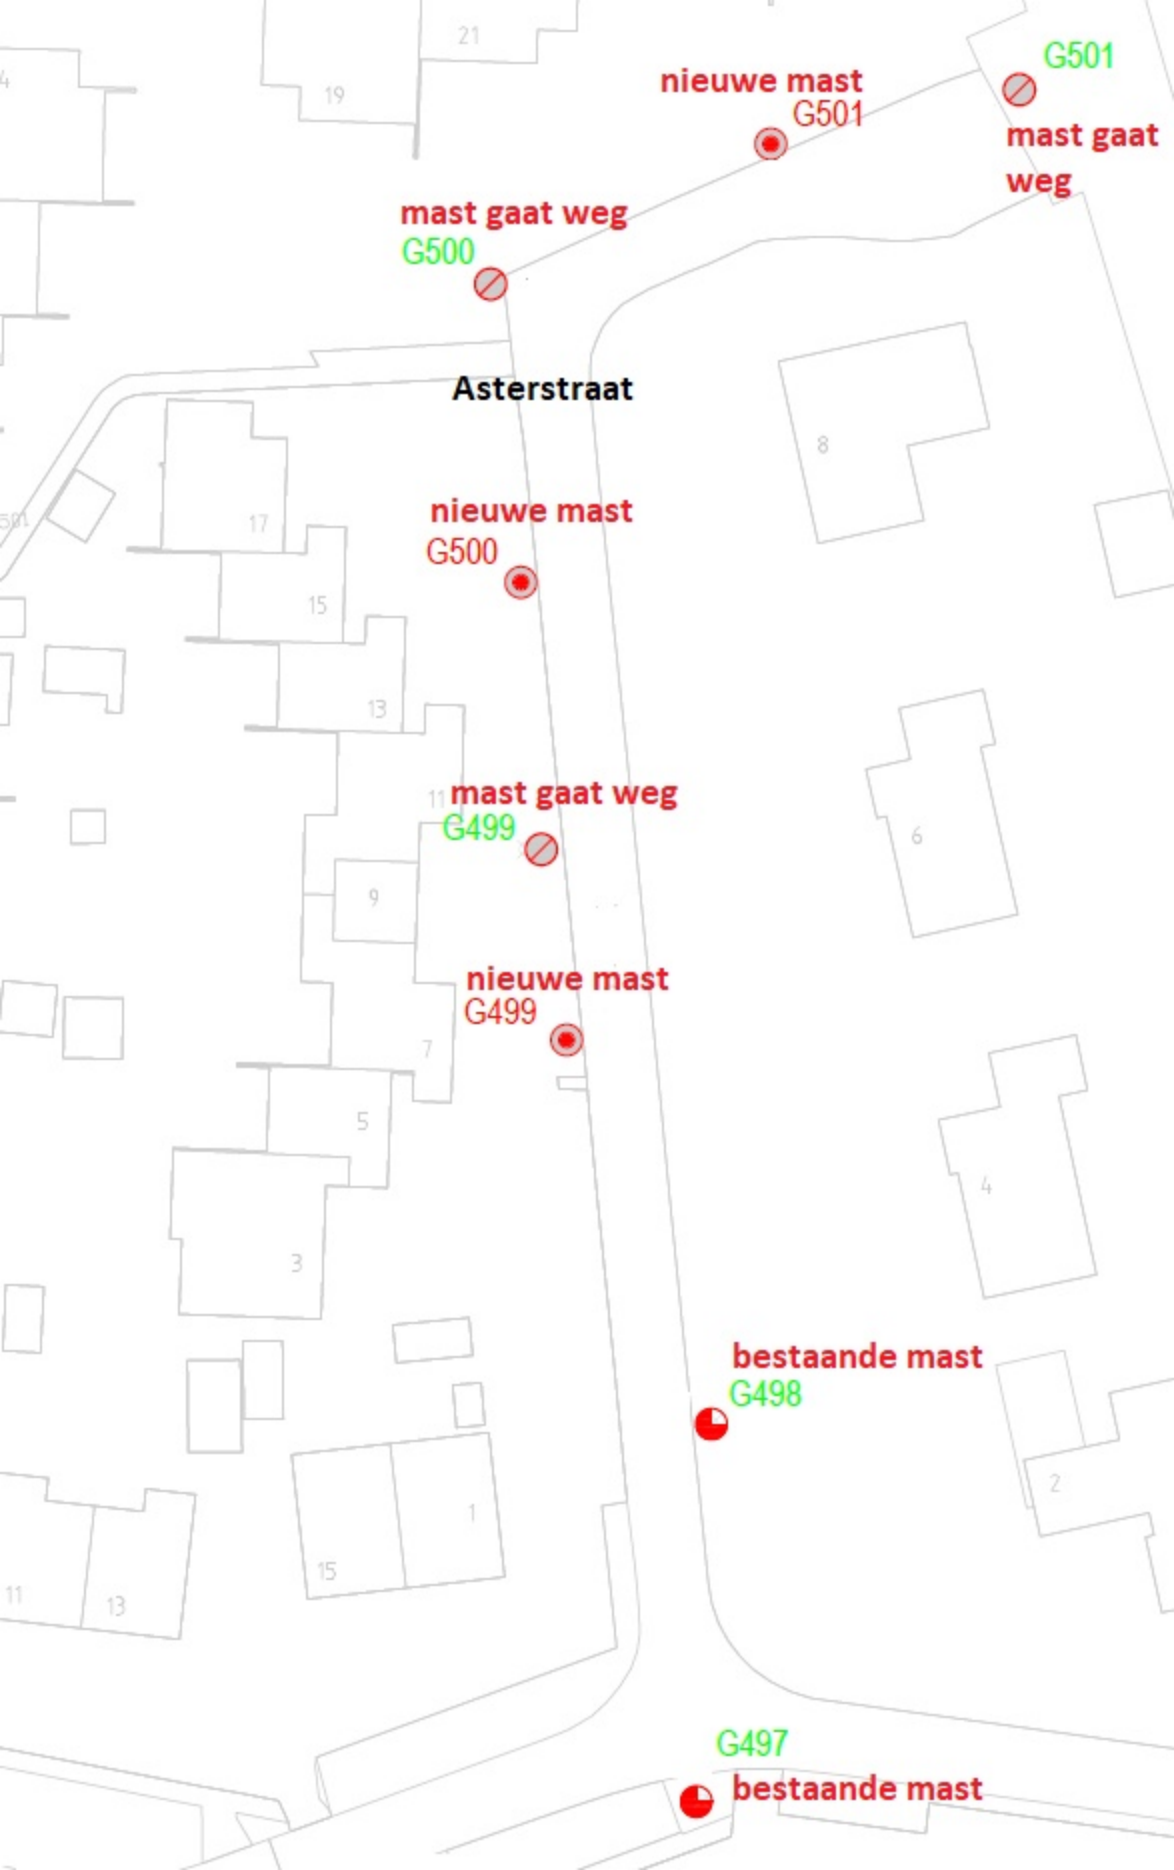 21
4
19
nieuwe mast
G501
G501
mast gaat
weg
mast gaat weg
G500
Asterstraat
8
nieuwe mast
G500
17
501
15
13
11
mast gaat weg
G499
6
9
nieuwe mast
G499
7
5
4
3
bestaande mast
G498
2
1
15
11
13
G497
bestaande mast